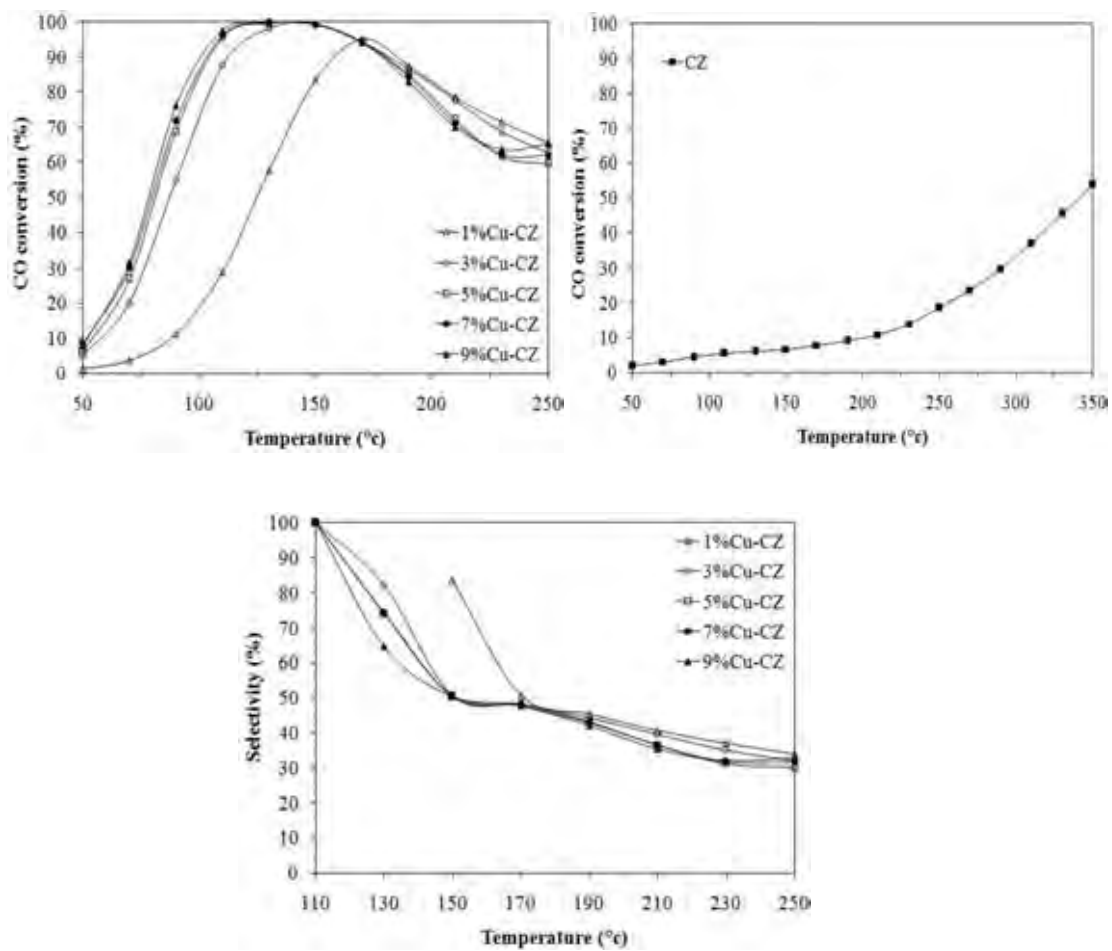 100
90
80
70
60
50
40
30
20
10
0
CO conversion (%)
1%Cu-CZ
3%Cu-CZ
5%Cu-CZ
7%Cu-CZ
9%Cu-CZ
50 100 150 200 250
Temperature (°c)
100
90
80
70
60
50
40
30
20
10
0
CO conversion (%)
CZ
50 100 150 200 250 300 350
Temperature (°c)
100
90
80
70
60
50
40
30
20
10
0
Selectivity (%)
1%Cu-CZ
3%Cu-CZ
5%Cu-CZ
7%Cu-CZ
9%Cu-CZ
110 130 150 170 190 210 230 250
Temperature (°c)